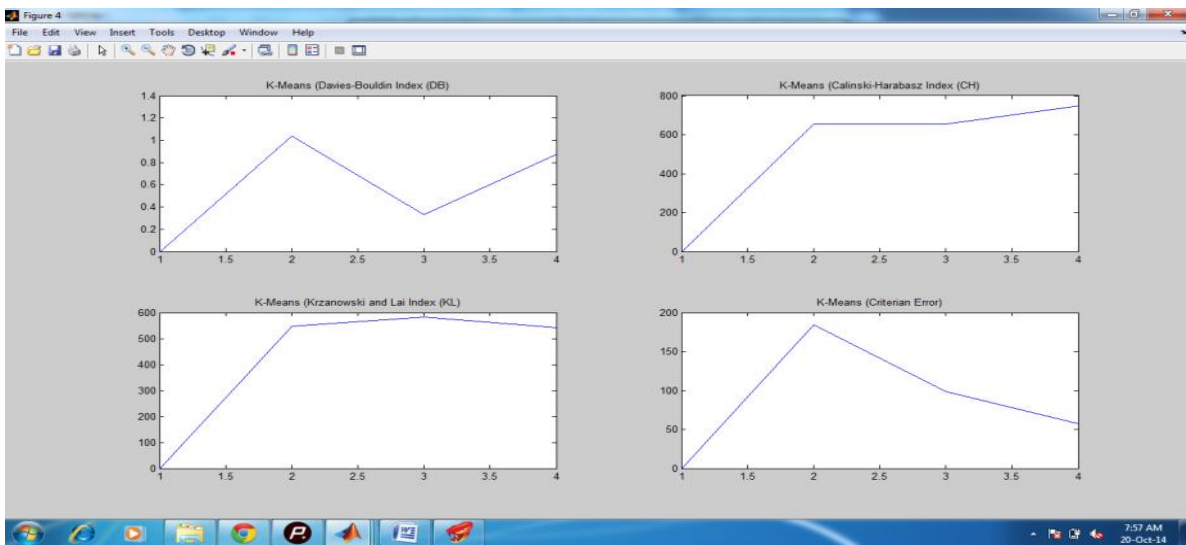 Figure 4
File Edit View Insert Tools Desktop Window Help
K-Means (Davies-Bouldin Index (DB)
1.4
1.2
1
0.8
0.6
0.4
0.2
0
1 1.5 2 2.5 3 3.5 4
K-Means (Calinski-Harabasz Index (CH)
800
600
400
200
0
1 1.5 2 2.5 3 3.5 4
K-Means (Krzanowski and Lai Index (KL)
600
500
400
300
200
100
0
1 1.5 2 2.5 3 3.5 4
K-Means (Criterian Error)
200
150
100
50
0
1 1.5 2 2.5 3 3.5 4
7:57 AM
20-Oct-14